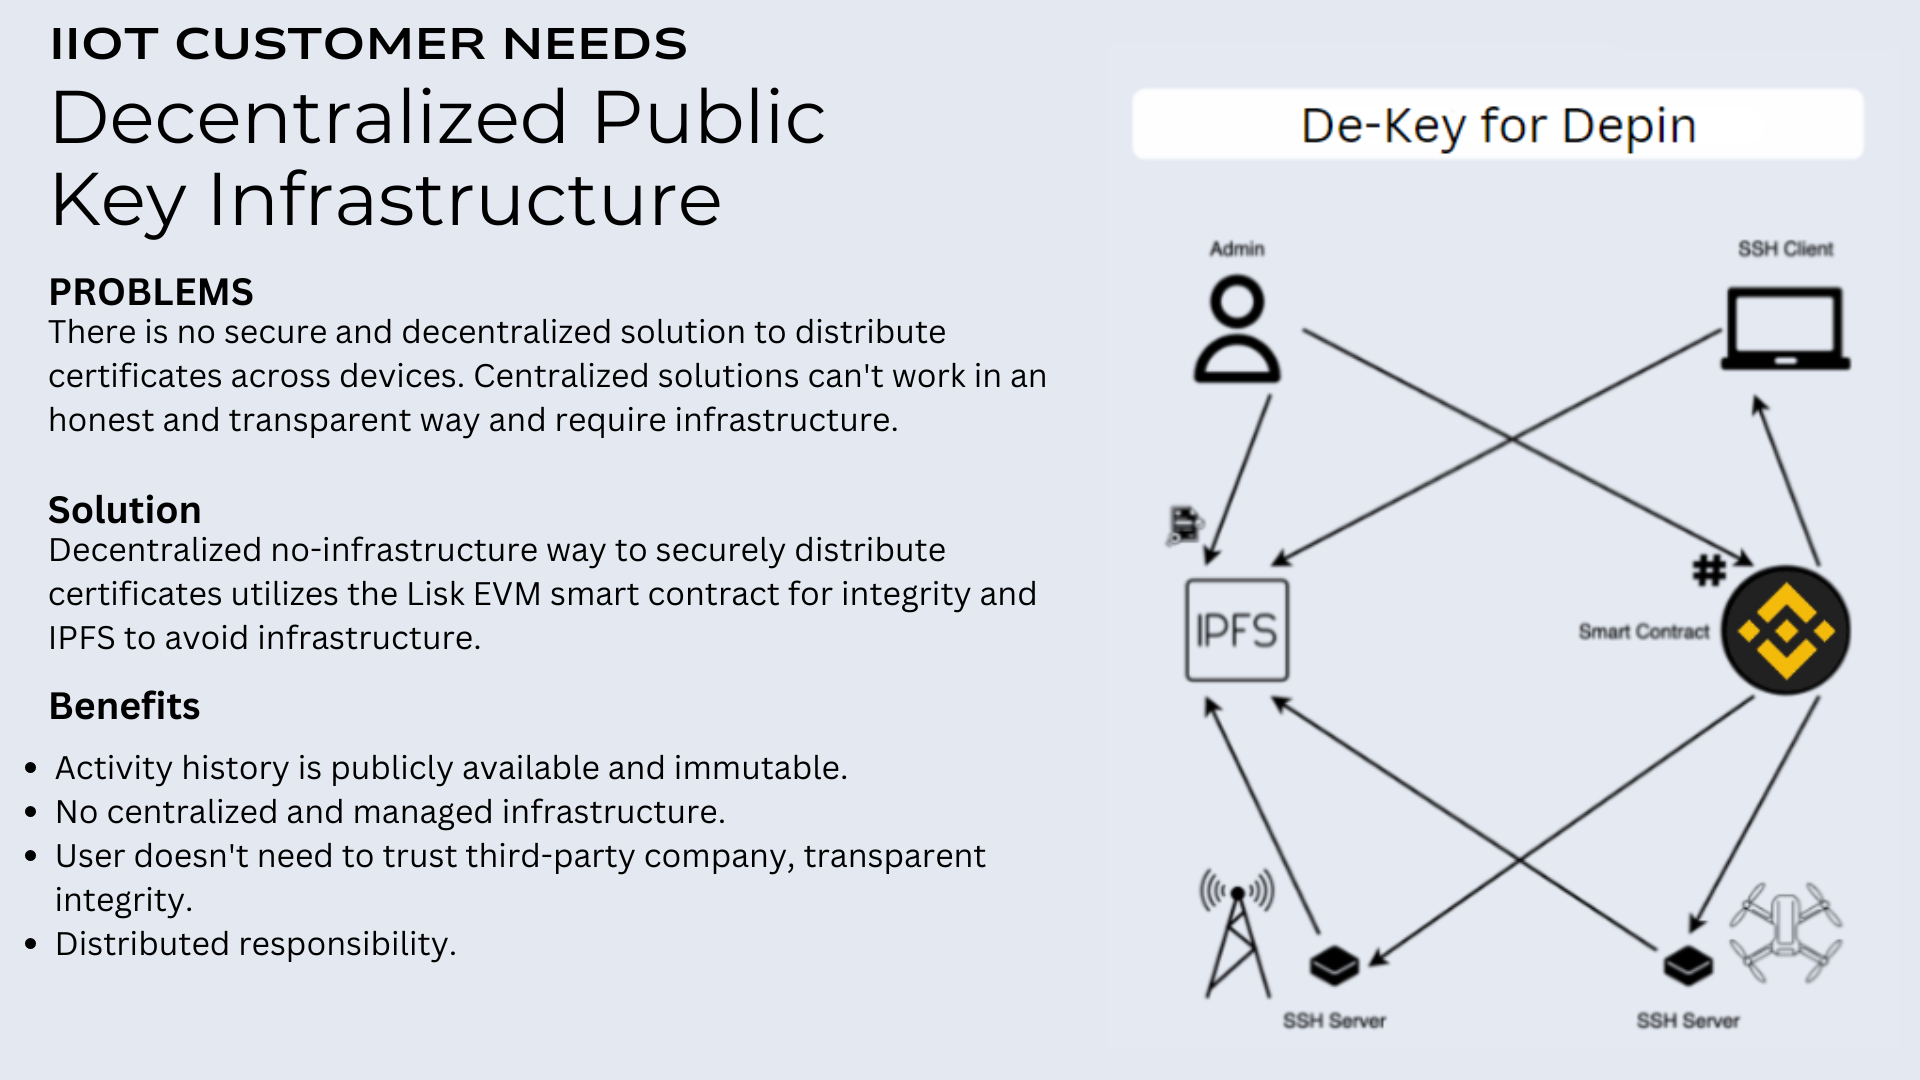 IIOT CUSTOMER NEEDS
Decentralized Public
Key Infrastructure
PROBLEMS
There is no secure and decentralized solution to distribute
certificates across devices. Centralized solutions can't work in an
honest and transparent way and require infrastructure.
Solution
Decentralized no-infrastructure way to securely distribute
certificates utilizes the Lisk EVM smart contract for integrity and
IPFS to avoid infrastructure.
Benefits
• Activity history is publicly available and immutable.
• No centralized and managed infrastructure.
• User doesn't need to trust third-party company, transparent
integrity.
• Distributed responsibility.
De-Key for Depin
Admin
SSH Client
#
IPFS
Smart Contract
SSH Server
SSH Server